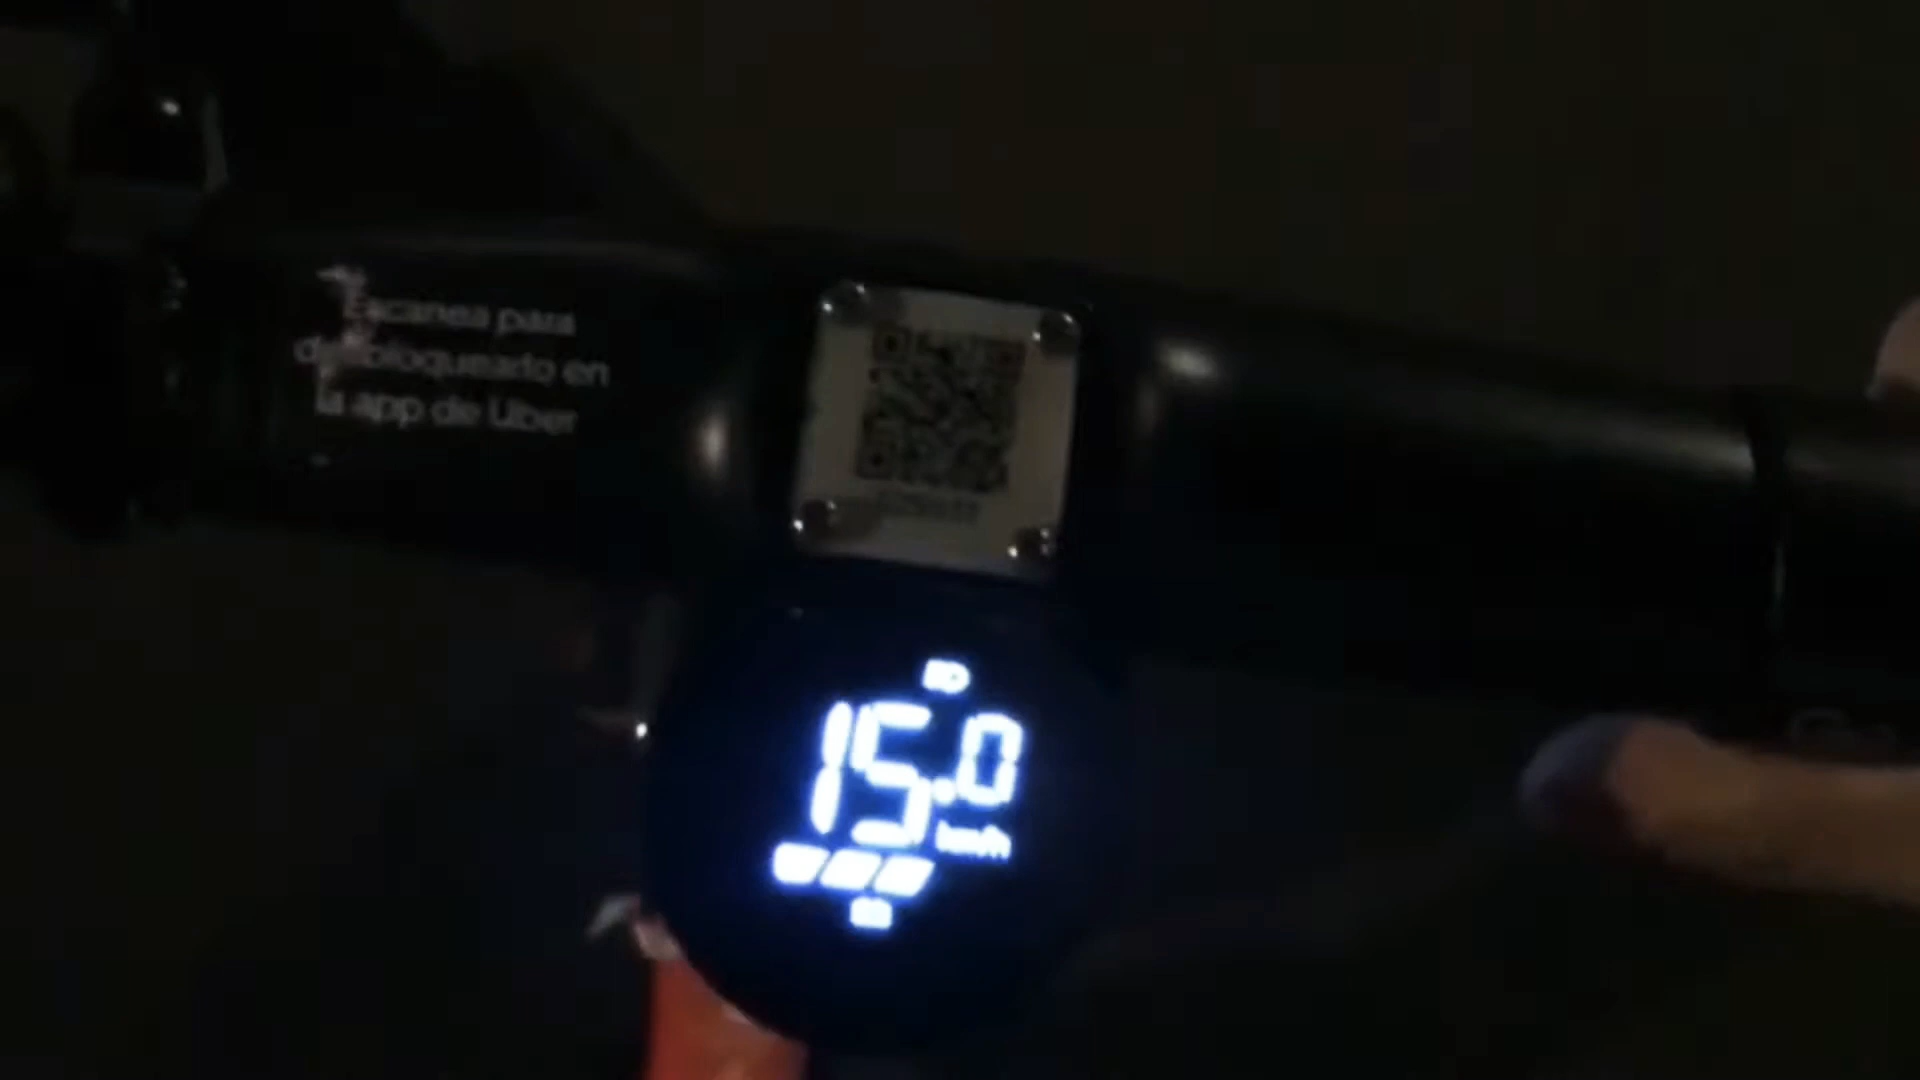 Escanea para
desbloquearlo en
la app de Uber
15.0
km/h